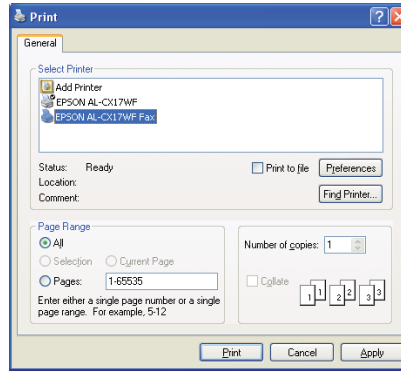 Print
General
Select Printer
Add Printer
EPSON AL-CX17WF
EPSON AL-CX17WF Fax
Status: Ready
Location:
Comment:
Print to file
Preferences
Find Printer...
Page Range
All
Selection Current Page
Pages: 1-65535
Enter either a single page number or a single
page range. For example, 5-12
Number of copies: 1
Collate
1 1 2 2 3 3
Print Cancel Apply